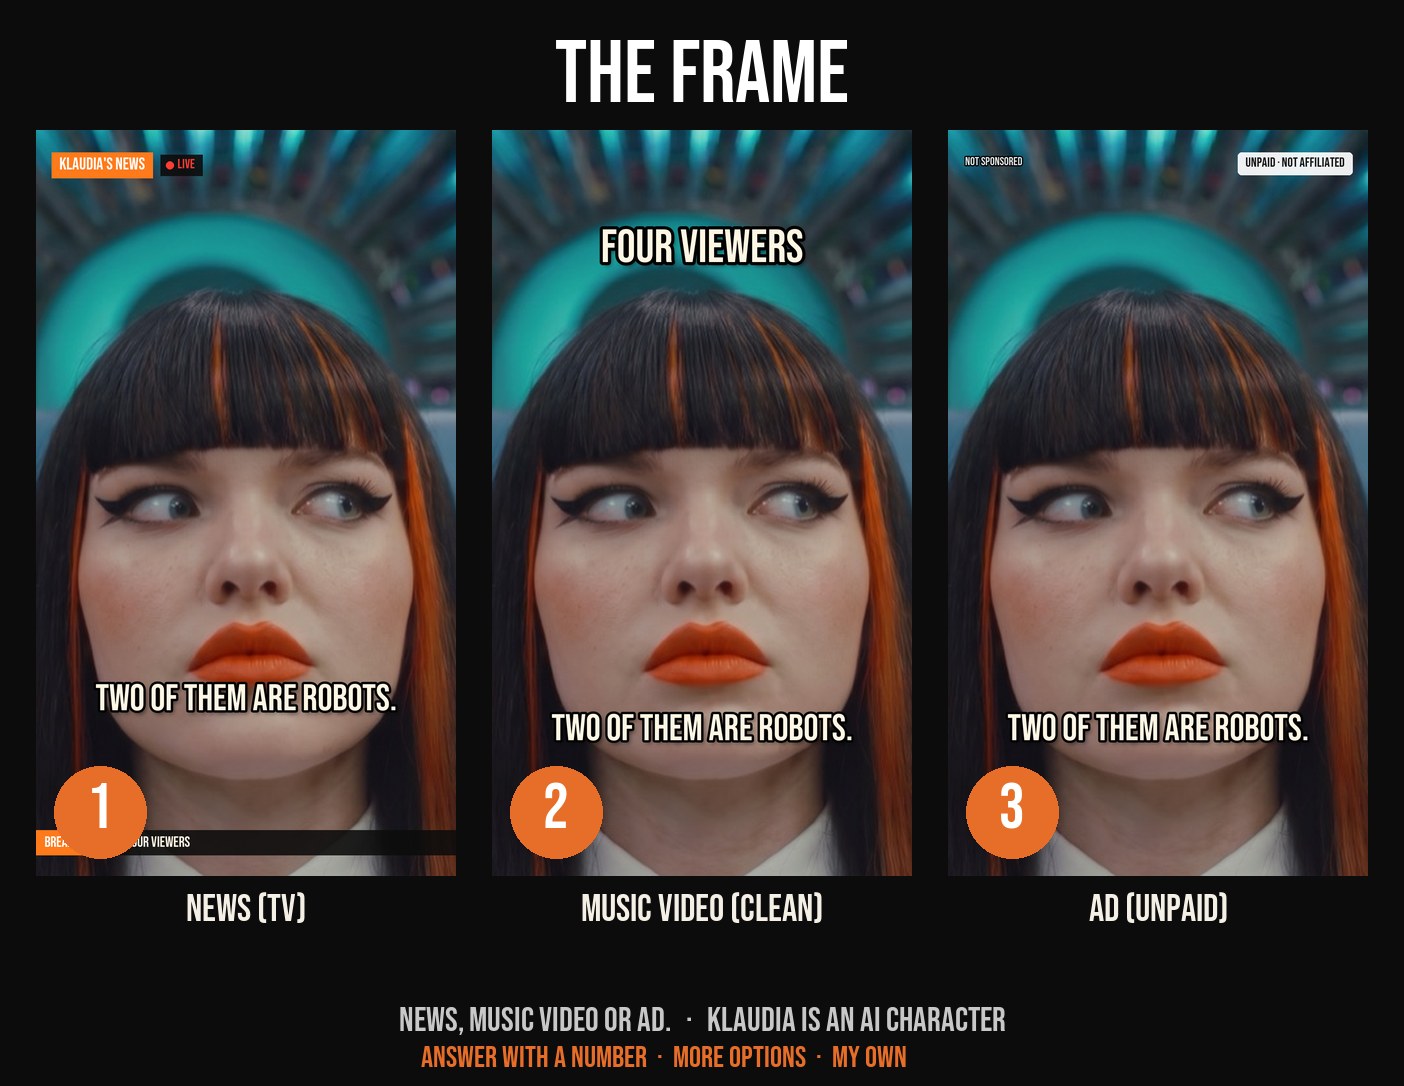 THE FRAME
KLAUDIA'S NEWS
LIVE
TWO OF THEM ARE ROBOTS.
1
VIEWERS
NEWS (TV)
FOUR VIEWERS
TWO OF THEM ARE ROBOTS.
2
MUSIC VIDEO (CLEAN)
NOT SPONSORED
UNPAID · NOT AFFILIATED
TWO OF THEM ARE ROBOTS.
3
AD (UNPAID)
NEWS, MUSIC VIDEO OR AD. · KLAUDIA IS AN AI CHARACTER
ANSWER WITH A NUMBER · MORE OPTIONS · MY OWN